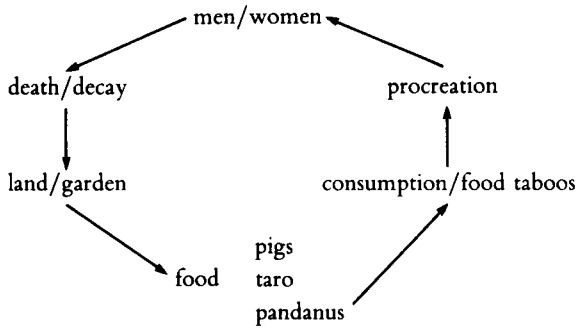 men/women
death/decay
procreation
land/garden
consumption/food taboos
pigs
food taro
pandanus